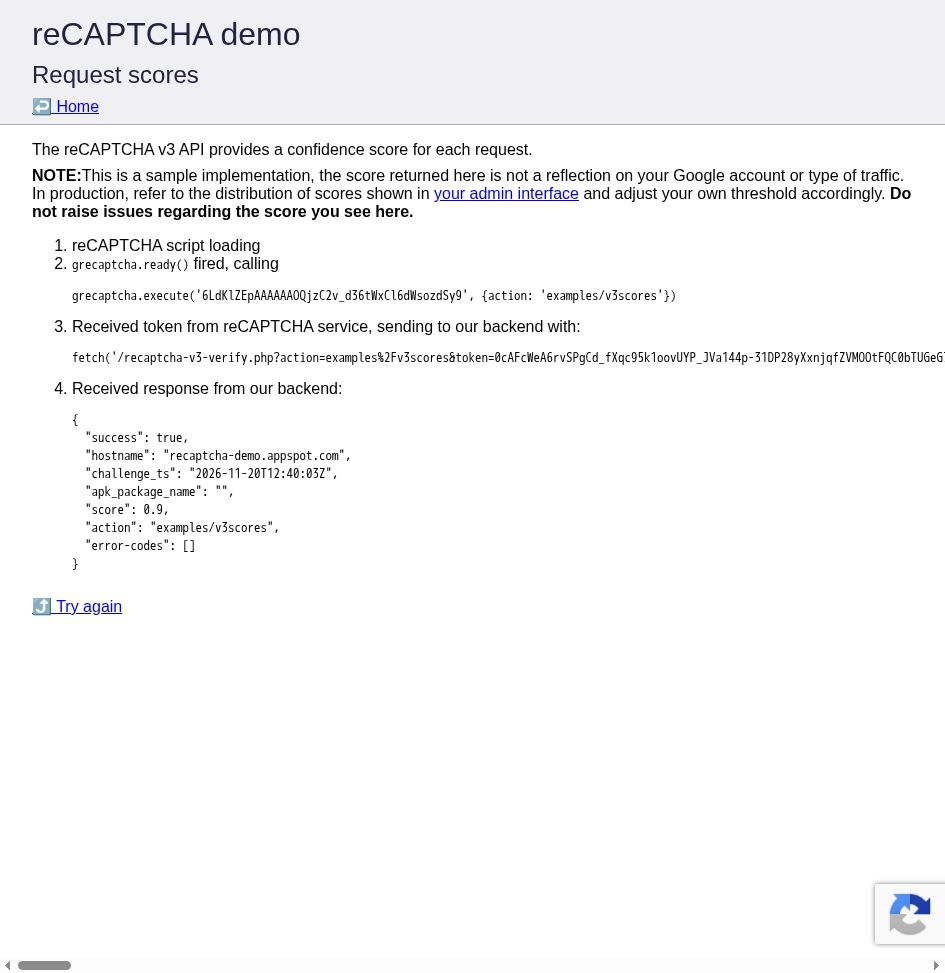 reCAPTCHA demo
Request scores
↩️ Home
The reCAPTCHA v3 API provides a confidence score for each request.
NOTE:This is a sample implementation, the score returned here is not a reflection on your Google account or type of traffic.
In production, refer to the distribution of scores shown in your admin interface and adjust your own threshold accordingly. Do
not raise issues regarding the score you see here.
1. reCAPTCHA script loading
2. grecaptcha.ready() fired, calling
grecaptcha.execute('6LdKlZEpAAAAAAOQjzC2v_d36tWxCl6dWsozdSy9', {action: 'examples/v3scores'})
3. Received token from reCAPTCHA service, sending to our backend with:
fetch('/recaptcha-v3-verify.php?action=examples%2Fv3scores&token=0cAFcWeA6rvSPgCd_fXqc95k1oovUYP_JVa144p-31DP28yXxnjqfZVMOOtFQC0bTUGeG
4. Received response from our backend:
{
"success": true,
"hostname": "recaptcha-demo.appspot.com",
"challenge_ts": "2026-11-20T12:40:03Z",
"apk_package_name": "",
"score": 0.9,
"action": "examples/v3scores",
"error-codes": []
}
⤴️ Try again